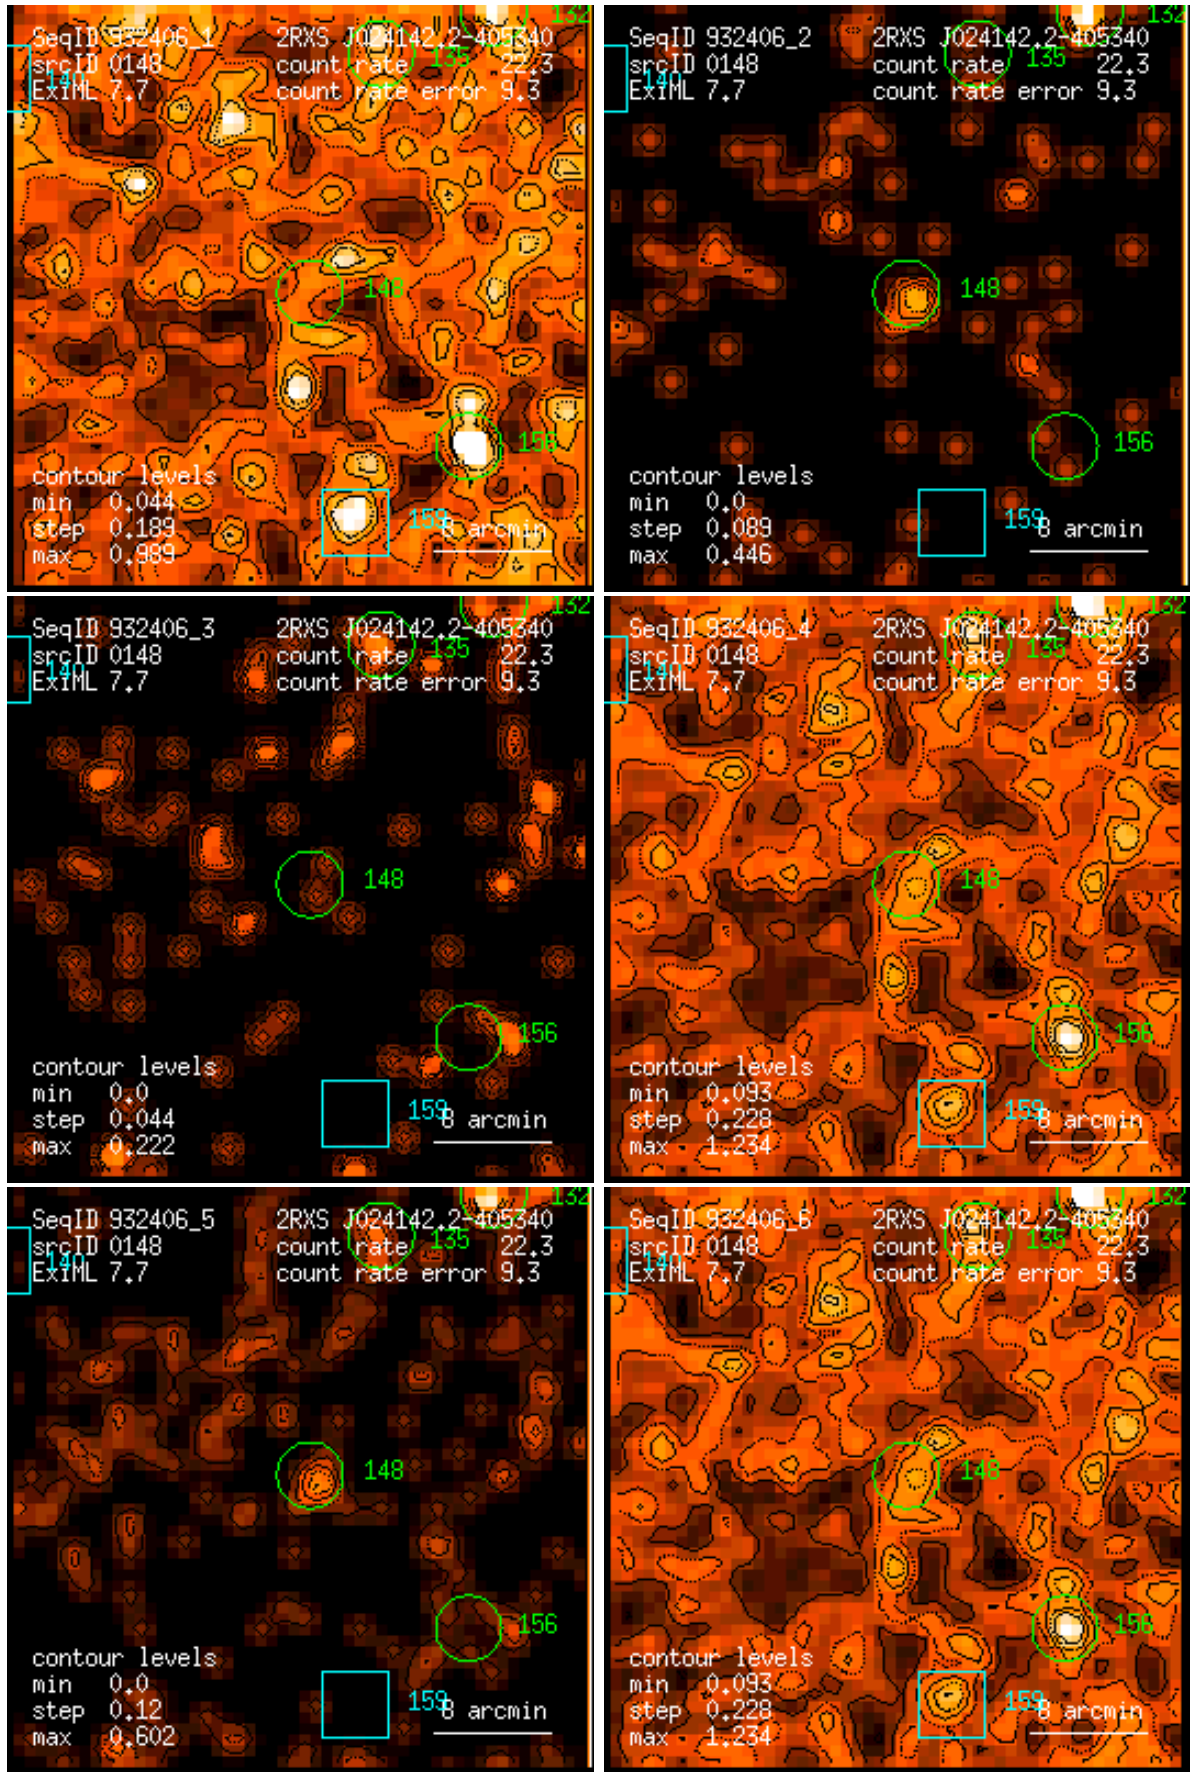 132
SeqID 932406_1 2RXS J024142.2-405340
srcID 0148 count rate 22.3
ExiML 7.7 count rate error 9.3
140
135
148
156
contour levels
min 0.044
step 0.189
max 0.989
159
8 arcmin
132
SeqID 932406_2 2RXS J024142.2-405340
srcID 0148 count rate 22.3
ExiML 7.7 count rate error 9.3
140
135
148
156
contour levels
min 0.0
step 0.089
max 0.446
159
8 arcmin
132
SeqID 932406_3 2RXS J024142.2-405340
srcID 0148 count rate 22.3
ExiML 7.7 count rate error 9.3
140
135
148
156
contour levels
min 0.0
step 0.044
max 0.222
159
8 arcmin
132
SeqID 932406_4 2RXS J024142.2-405340
srcID 0148 count rate 22.3
ExiML 7.7 count rate error 9.3
140
135
148
156
contour levels
min 0.093
step 0.228
max 1.234
159
8 arcmin
132
SeqID 932406_5 2RXS J024142.2-405340
srcID 0148 count rate 22.3
ExiML 7.7 count rate error 9.3
140
135
148
156
contour levels
min 0.0
step 0.12
max 0.602
159
8 arcmin
132
SeqID 932406_6 2RXS J024142.2-405340
srcID 0148 count rate 22.3
ExiML 7.7 count rate error 9.3
140
135
148
156
contour levels
min 0.093
step 0.228
max 1.234
159
8 arcmin